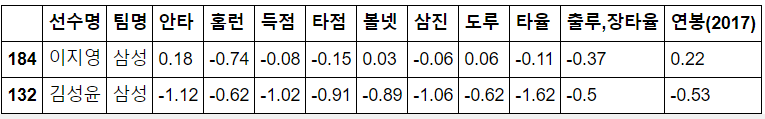 선수명 팀명 안타 홈런 득점 타점 볼넷 삼진 도루 타율 출루,장타율 연봉(2017)
184 이지영 삼성 0.18 -0.74 -0.08 -0.15 0.03 -0.06 0.06 -0.11 -0.37 0.22
132 김성윤 삼성 -1.12 -0.62 -1.02 -0.91 -0.89 -1.06 -0.62 -1.62 -0.5 -0.53